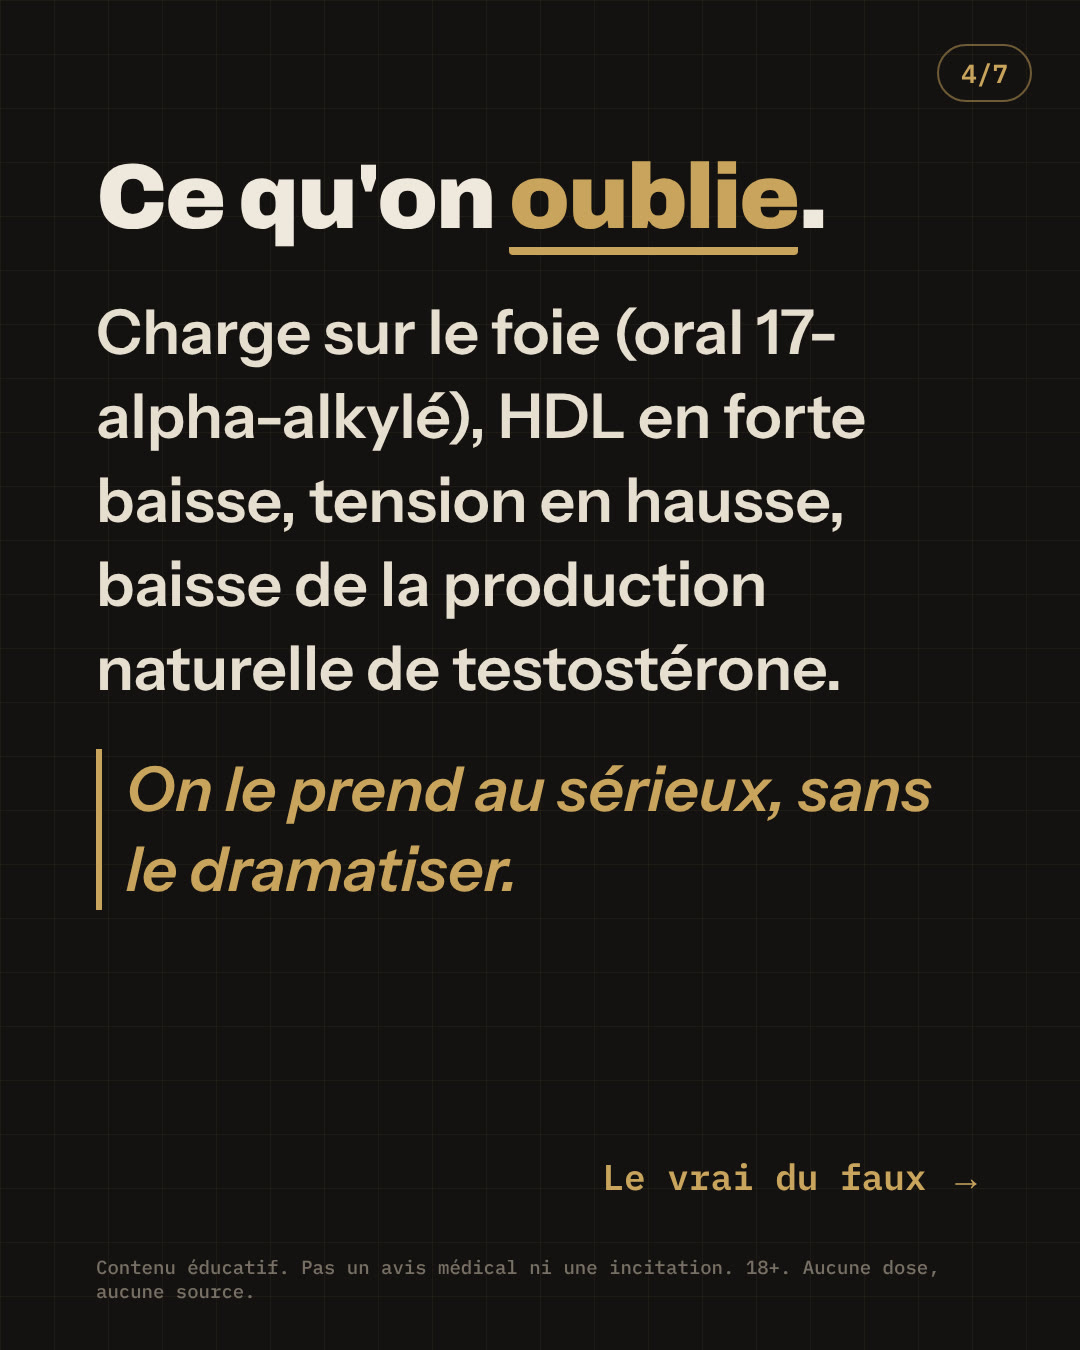 4/7
Ce qu'on oublie.
Charge sur le foie (oral 17-
alpha-alkylé), HDL en forte
baisse, tension en hausse,
baisse de la production
naturelle de testostérone.
On le prend au sérieux, sans
le dramatiser.
Le vrai du faux →
Contenu éducatif. Pas un avis médical ni une incitation. 18+. Aucune dose,
aucune source.